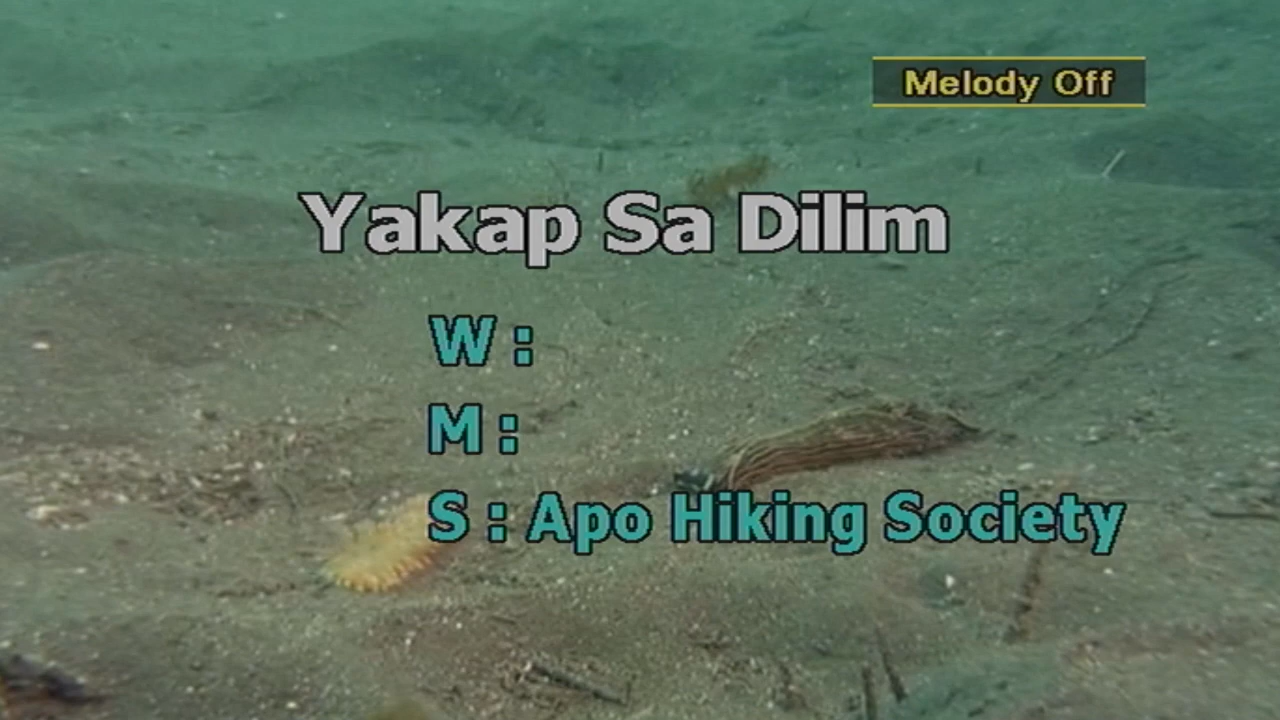 Melody Off
Yakap Sa Dilim
W :
M :
S : Apo Hiking Society